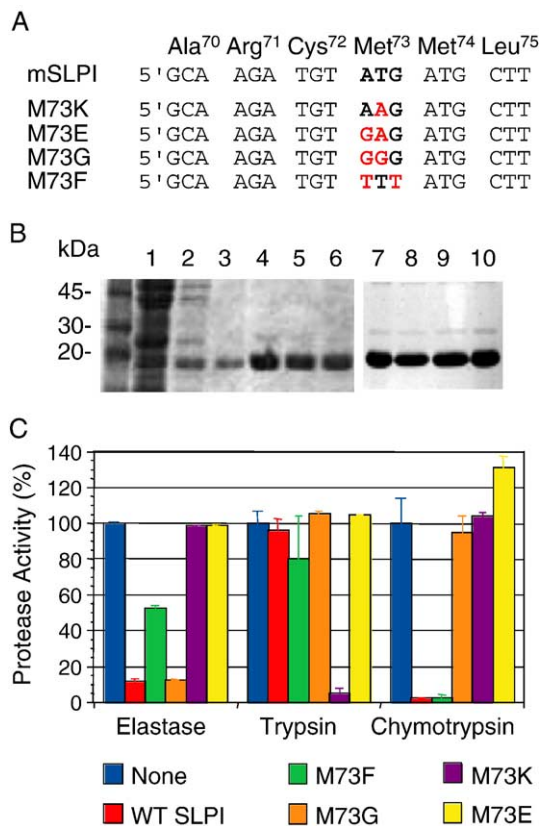 A
Ala70 Arg71 Cys72 Met73 Met74 Leu75
mSLPI 5'GCA AGA TGT ATG ATG CTT
M73K 5'GCA AGA TGT AAG ATG CTT
M73E 5'GCA AGA TGT GAG ATG CTT
M73G 5'GCA AGA TGT GGG ATG CTT
M73F 5'GCA AGA TGT TTT ATG CTT
B
kDa 1 2 3 4 5 6 7 8 9 10
45-
30-
20-
C
Protease Activity (%)
140
120
100
80
60
40
20
0
Elastase Trypsin Chymotrypsin
None M73F M73K
WT SLPI M73G M73E